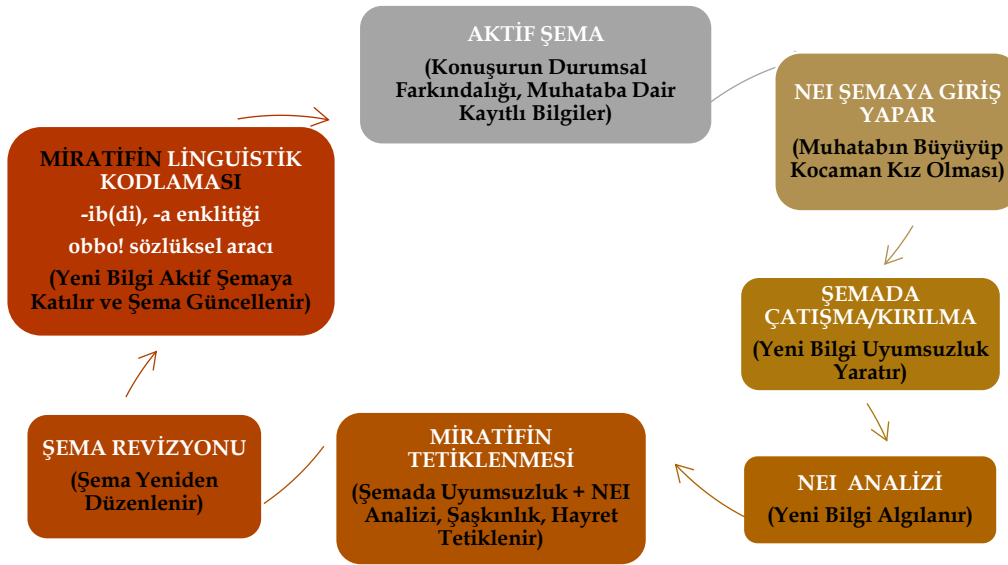 AKTİF ŞEMA
(Konuşurun Durumsal
Farkındalığı, Muhataba Dair
Kayıtlı Bilgiler)
NEI ŞEMAYA GİRİŞ
YAPAR
(Muhatabın Büyüyüp
Kocaman Kız Olması)
ŞEMADA
ÇATIŞMA/KIRILMA
(Yeni Bilgi Uyumsuzluk
Yaratır)
NEI ANALİZİ
(Yeni Bilgi Algılanır)
MİRATİFİN
TETİKLENMESİ
(Şemada Uyumsuzluk + NEI
Analizi, Şaşkınlık, Hayret
Tetiklenir)
ŞEMA REVİZYONU
(Şema Yeniden
Düzenlenir)
MİRATİFİN LİNGUİSTİK
KODLAMASI
-ib(di), -a enklitiği
obbo! sözlüksel aracı
(Yeni Bilgi Aktif Şemaya
Katılır ve Şema Güncellenir)